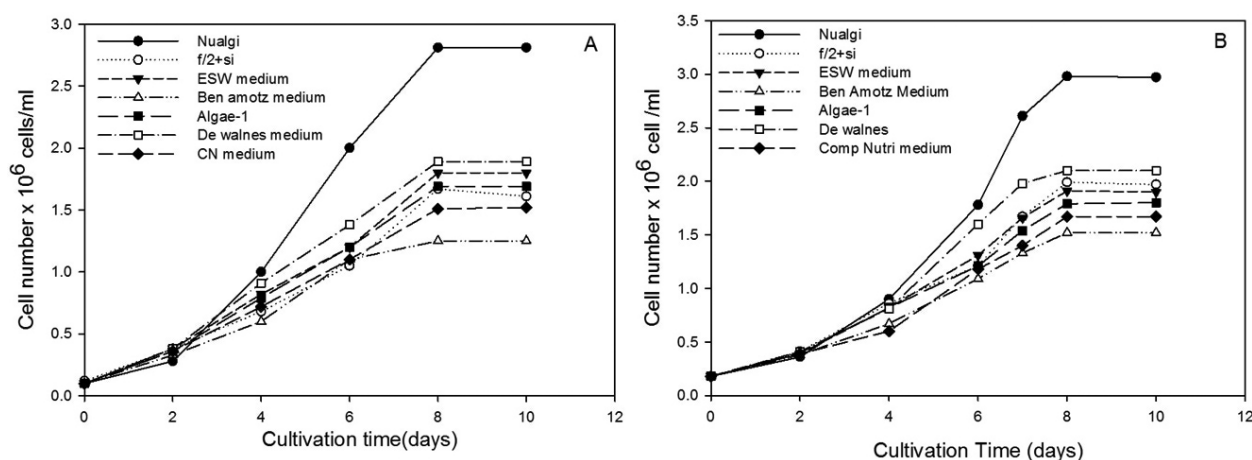 A
Nualgi
f/2+si
ESW medium
Ben amotz medium
Algae-1
De walnes medium
CN medium
Cell number x 10⁶ cells/ml
3.0
2.5
2.0
1.5
1.0
0.5
0.0
0 2 4 6 8 10 12
Cultivation time(days)
B
Nualgi
f/2+si
ESW medium
Ben Amotz Medium
Algae-1
De walnes
Comp Nutri medium
Cell number x 10⁶ cell /ml
3.5
3.0
2.5
2.0
1.5
1.0
0.5
0.0
0 2 4 6 8 10 12
Cultivation Time (days)